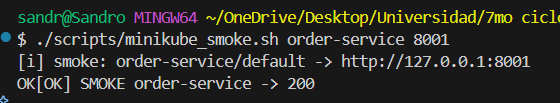 sandr@Sandro MINGW64 ~/OneDrive/Desktop/Universidad/7mo cicl
$ ./scripts/minikube_smoke.sh order-service 8001
[i] smoke: order-service/default -> http://127.0.0.1:8001
OK[OK] SMOKE order-service -> 200